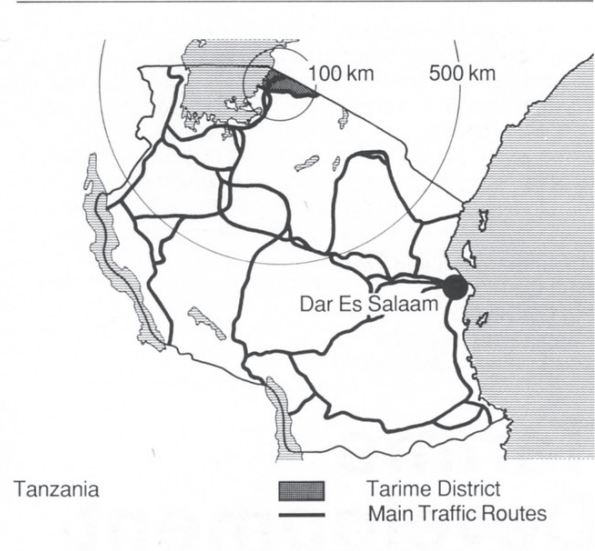 100 km
500 km
Dar Es Salaam
Tanzania
Tarime District
Main Traffic Routes